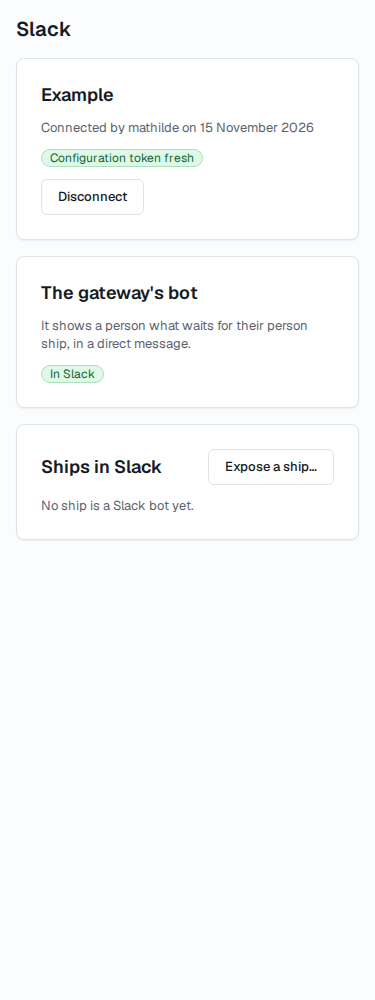 Slack
Example
Connected by mathilde on 15 November 2026
Configuration token fresh
Disconnect
The gateway's bot
It shows a person what waits for their person
ship, in a direct message.
In Slack
Ships in Slack
Expose a ship…
No ship is a Slack bot yet.